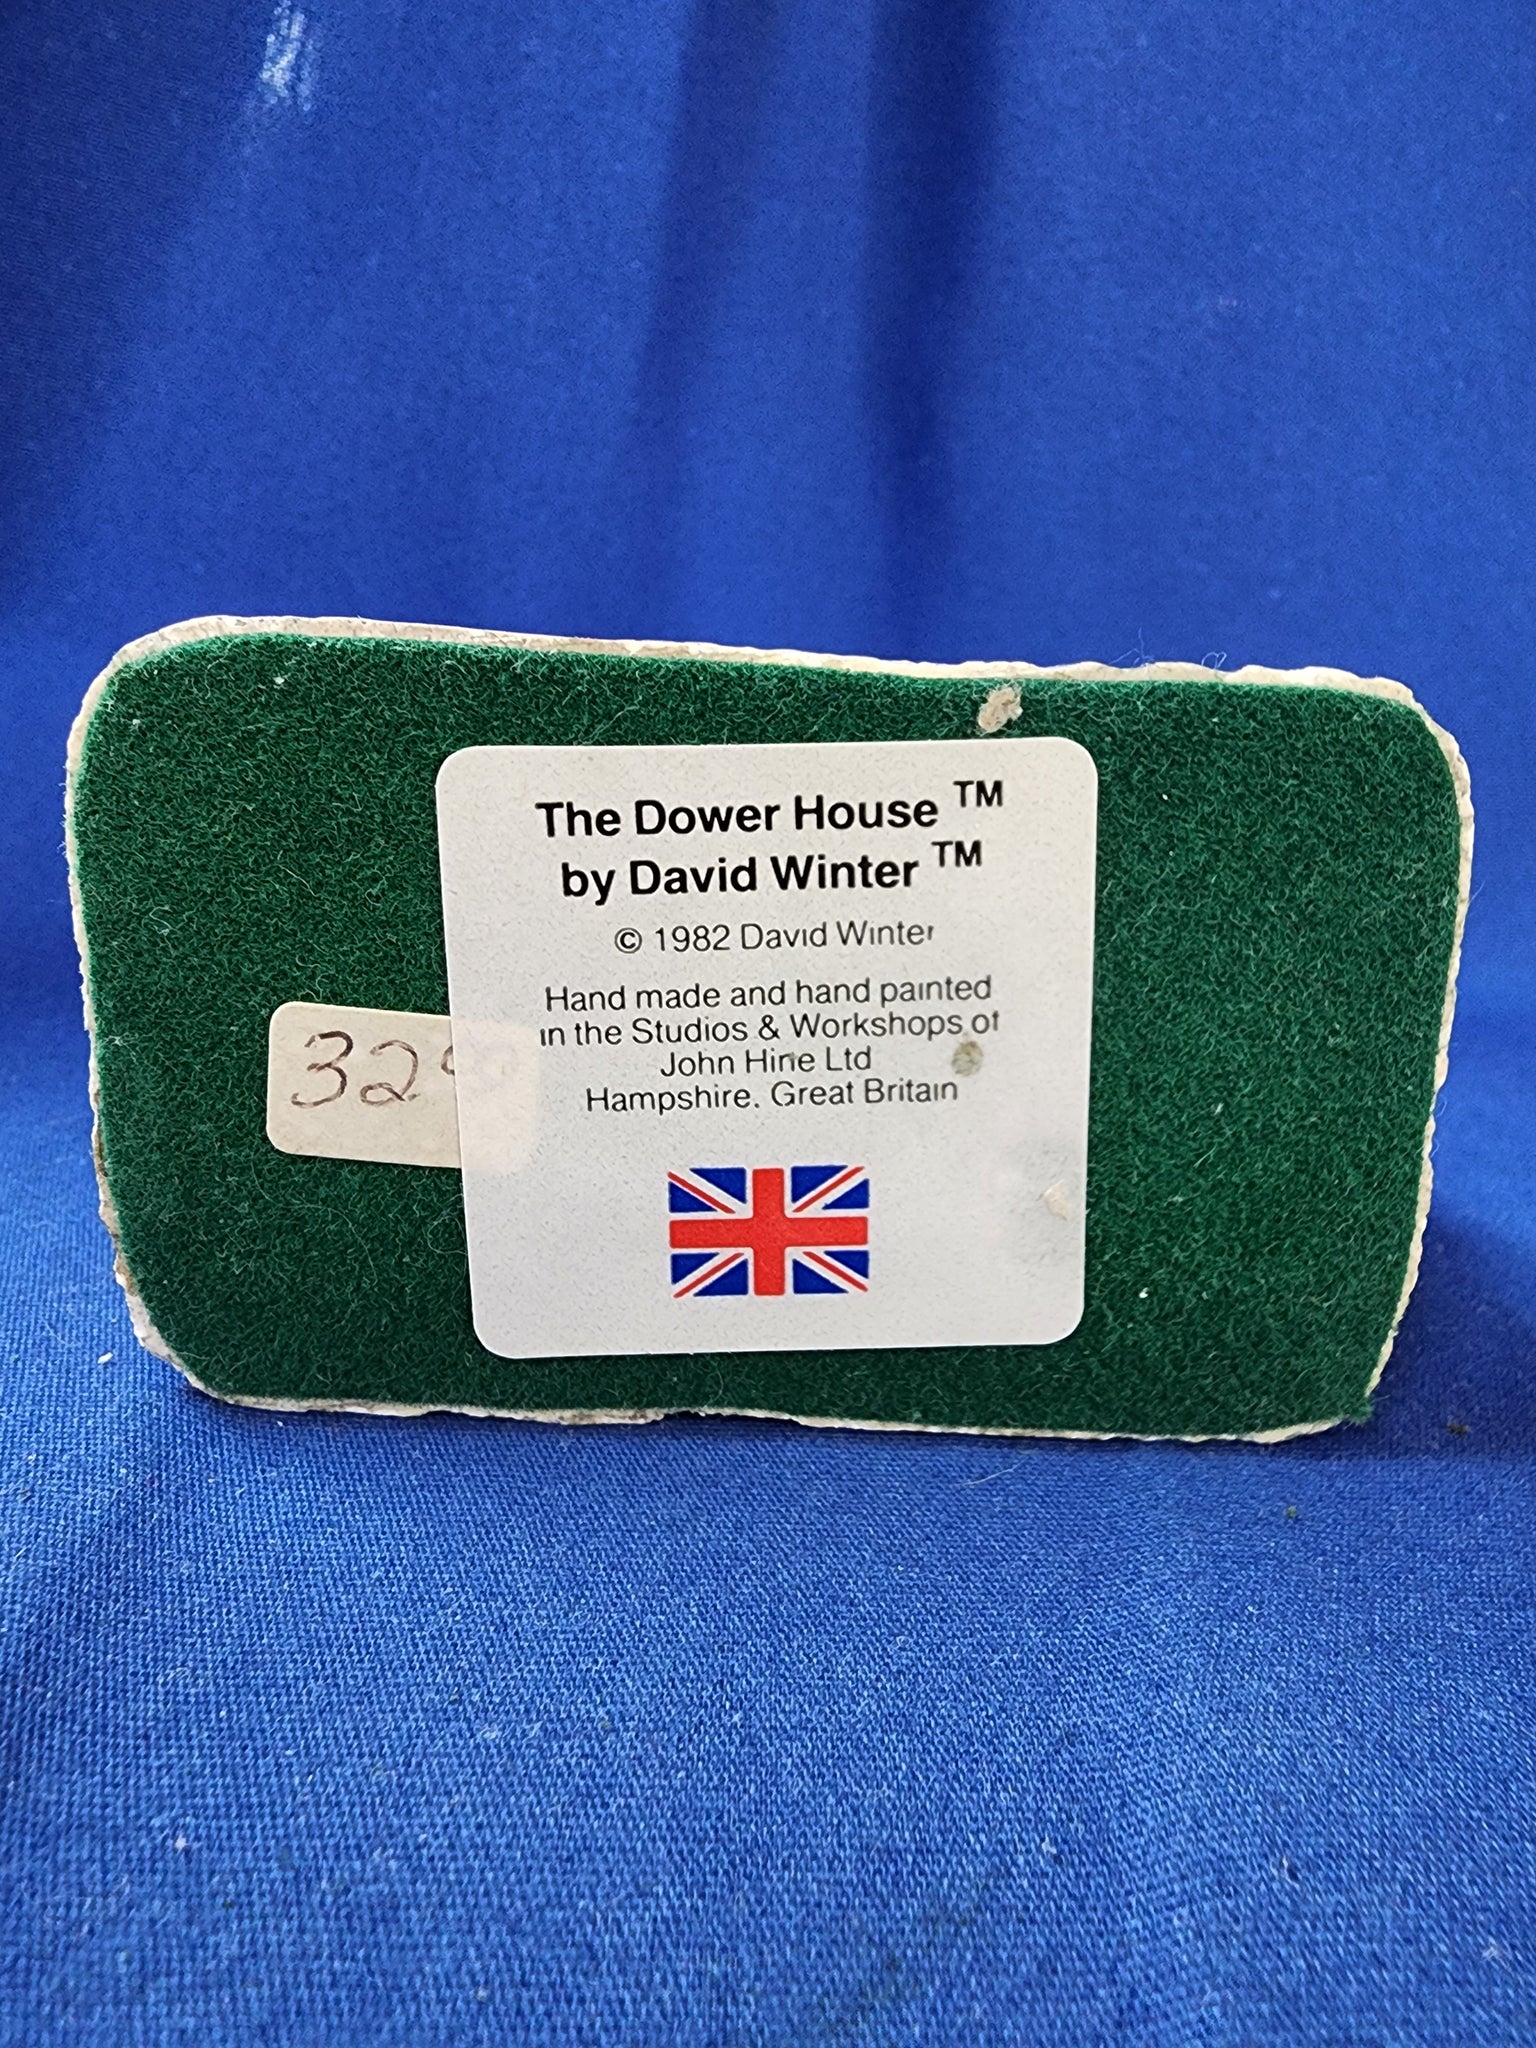 The Dower House ™
by David Winter ™
© 1982 David Winter
Hand made and hand painted
in the Studios & Workshops of
John Hine Ltd
Hampshire. Great Britain
32